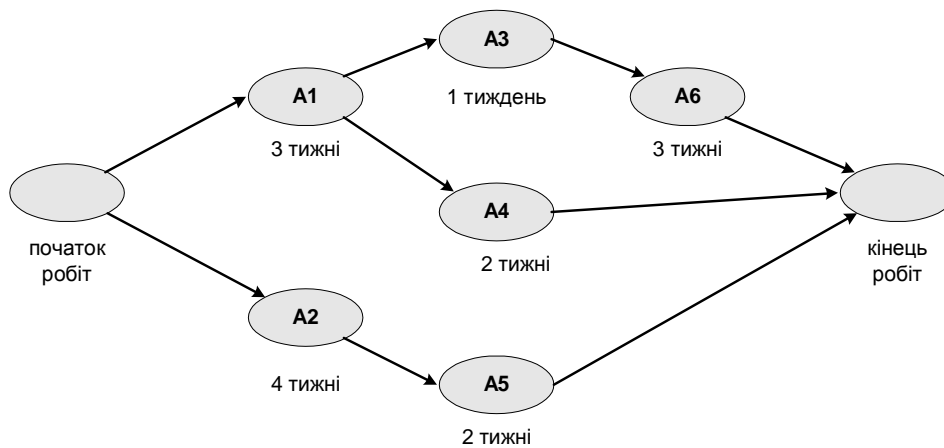 A3
1 тиждень
A1
3 тижні
A6
3 тижні
початок
робіт
A4
2 тижні
кінець
робіт
A2
4 тижні
A5
2 тижні